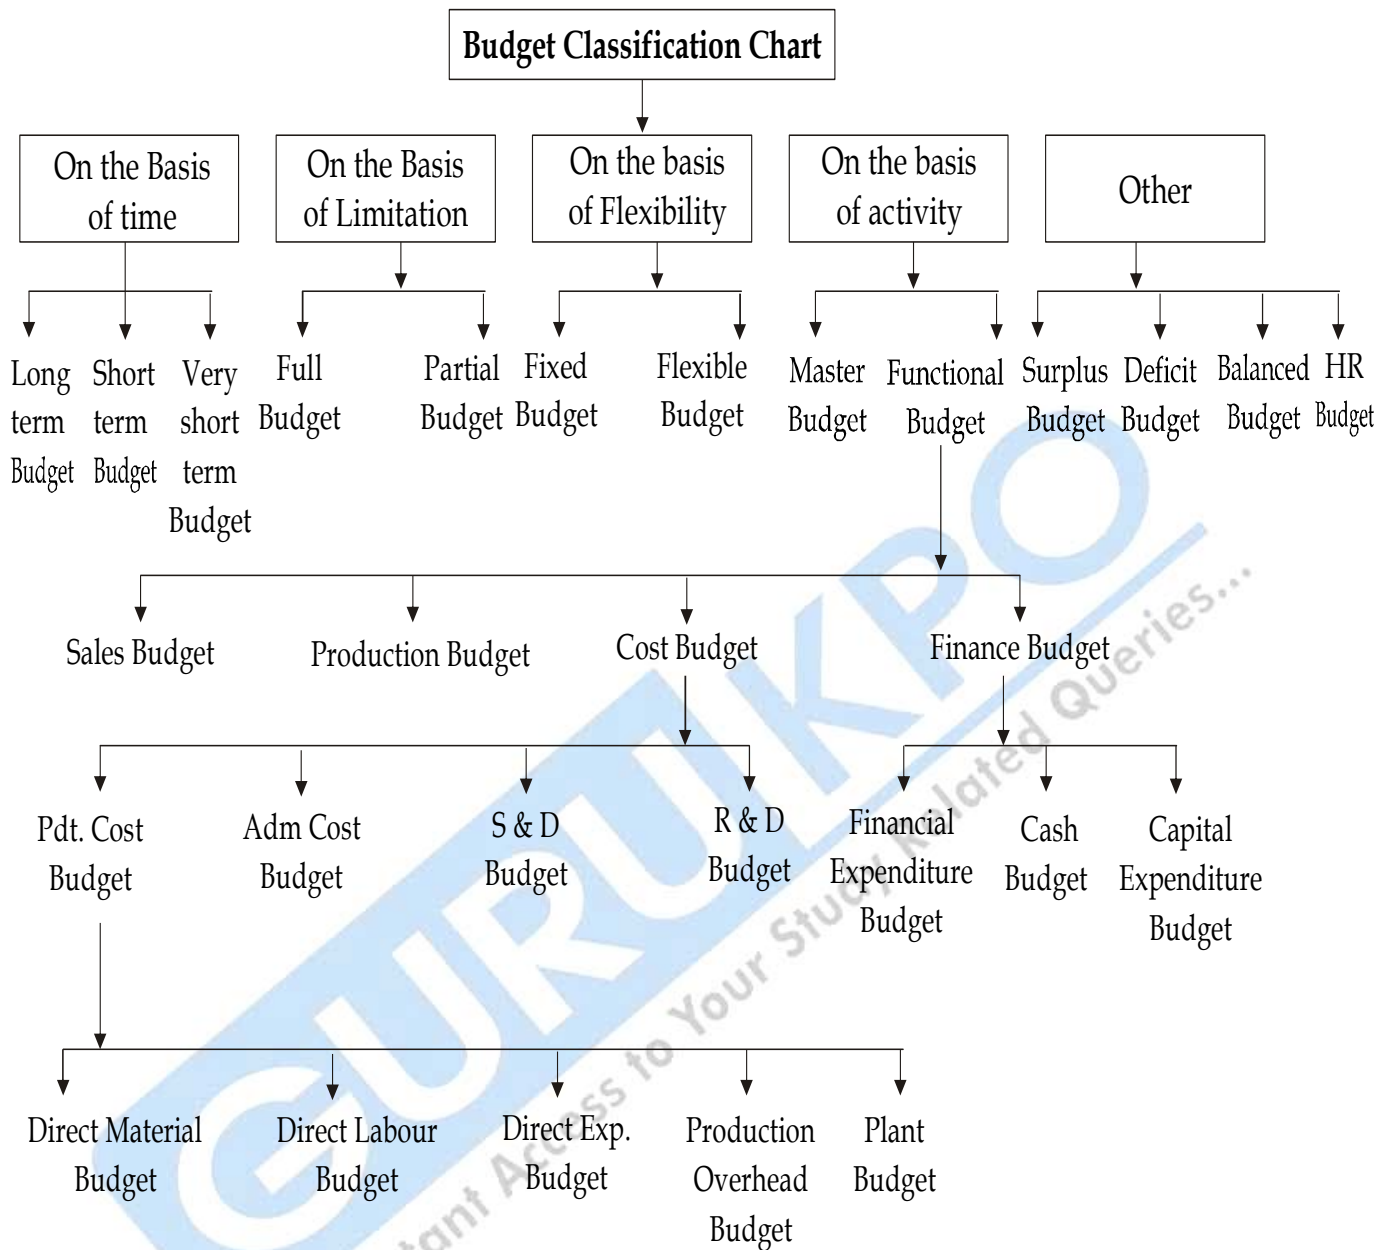 Budget Classification Chart
On the Basis
of time
On the Basis
of Limitation
On the basis
of Flexibility
On the basis
of activity
Other
Long
term
Budget
Short
term
Budget
Very
short
term
Budget
Full
Budget
Partial
Budget
Fixed
Budget
Flexible
Budget
Master
Budget
Functional
Budget
Surplus
Budget
Deficit
Budget
Balanced
Budget
HR
Budget
Sales Budget
Production Budget
Cost Budget
Finance Budget
Pdt. Cost
Budget
Adm Cost
Budget
S & D
Budget
R & D
Budget
Financial
Expenditure
Budget
Cash
Budget
Capital
Expenditure
Budget
Direct Material
Budget
Direct Labour
Budget
Direct Exp.
Budget
Production
Overhead
Budget
Plant
Budget
GURUKPO
Access to Your Study Related Queries...